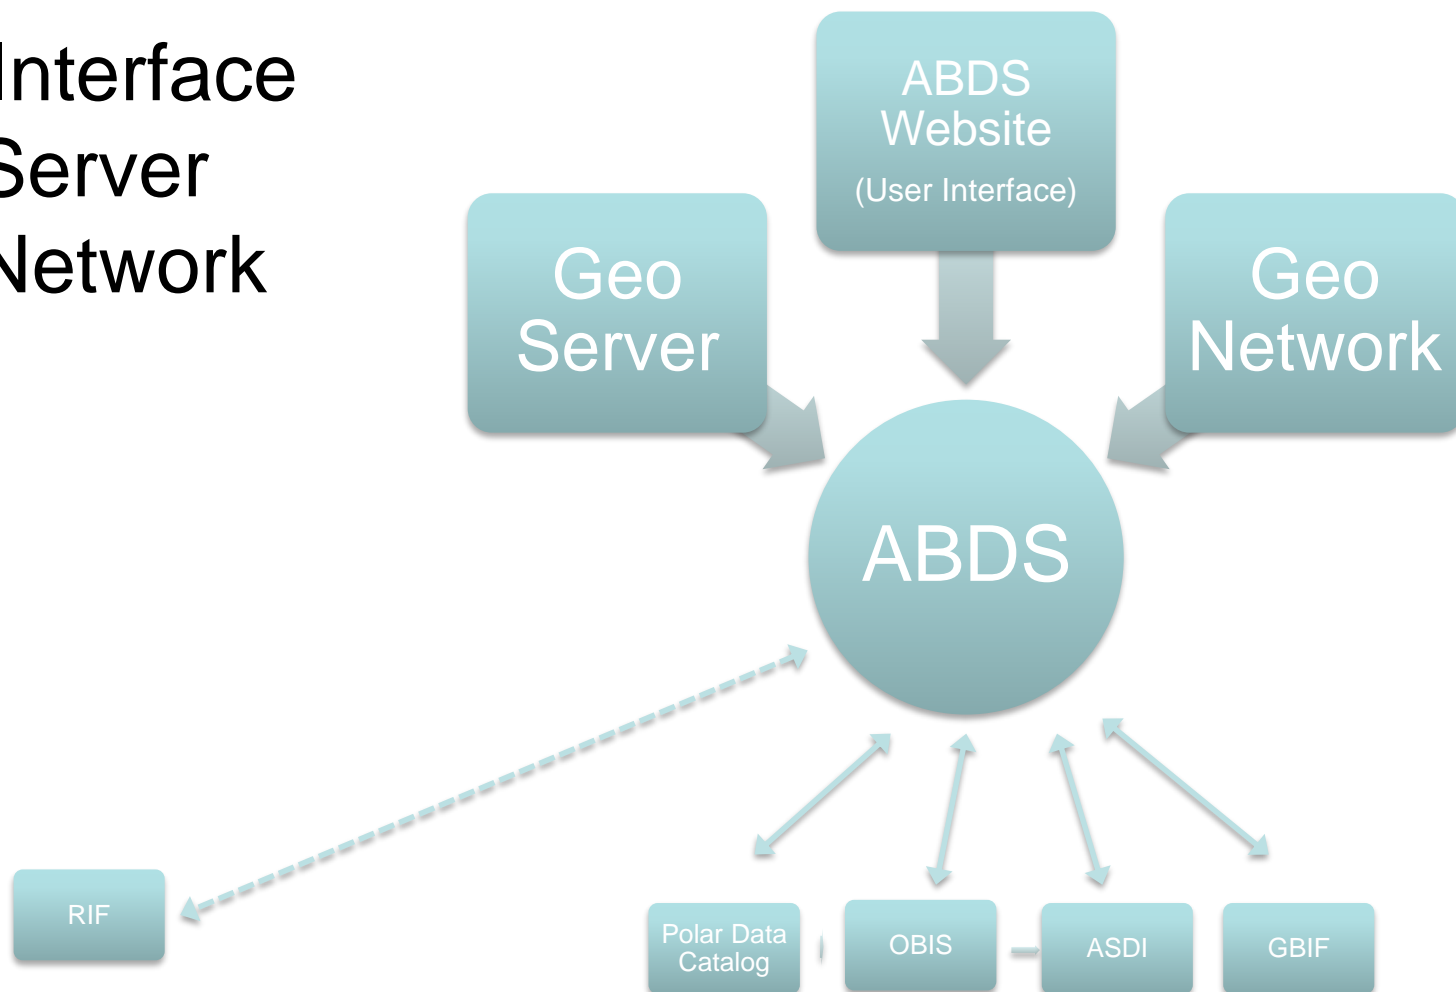 Interface
Server
Network
ABDS
Website
(User Interface)
Geo
Server
Geo
Network
ABDS
RIF
Polar Data
Catalog
OBIS
ASDI
GBIF